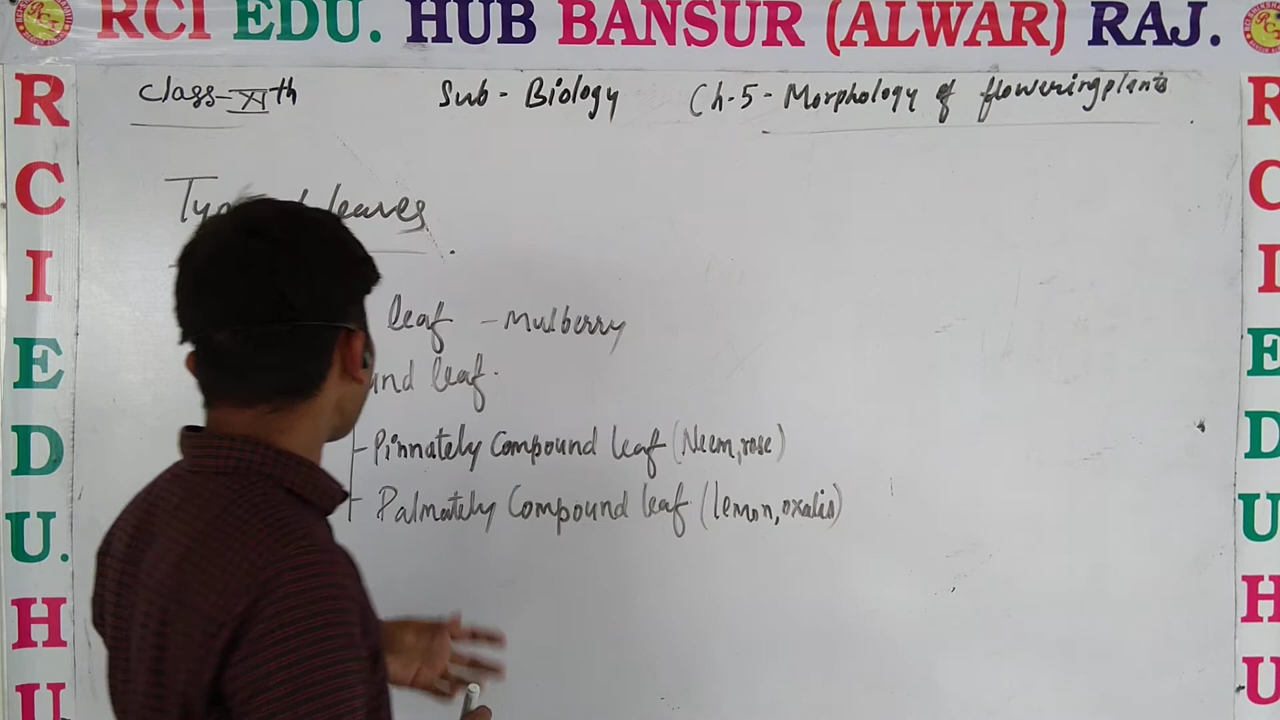 RCI EDU. HUB BANSUR (ALWAR) RAJ.
Class-XIth Sub - Biology Ch-5 - Morphology of floweringplants
leaves
leaf - Mulberry
leaf.
Pinnately Compound leaf (Neem, rose)
Palmately Compound leaf (lemon, oxalis)
R
C
I
E
D
U.
H
U
R
C
I
E
D
U
H
U